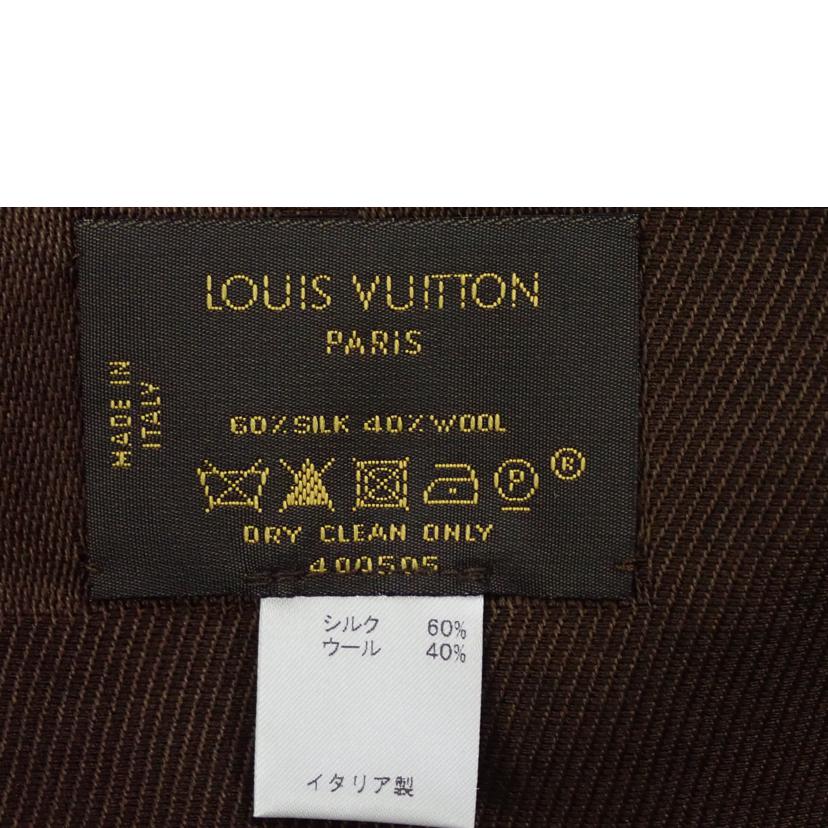 LOUIS VUITTON
PARIS
MADE IN
ITALY
60%SILK 40%WOOL
P
R
DRY CLEAN ONLY
400505
シルク 60%
ウール 40%
イタリア製